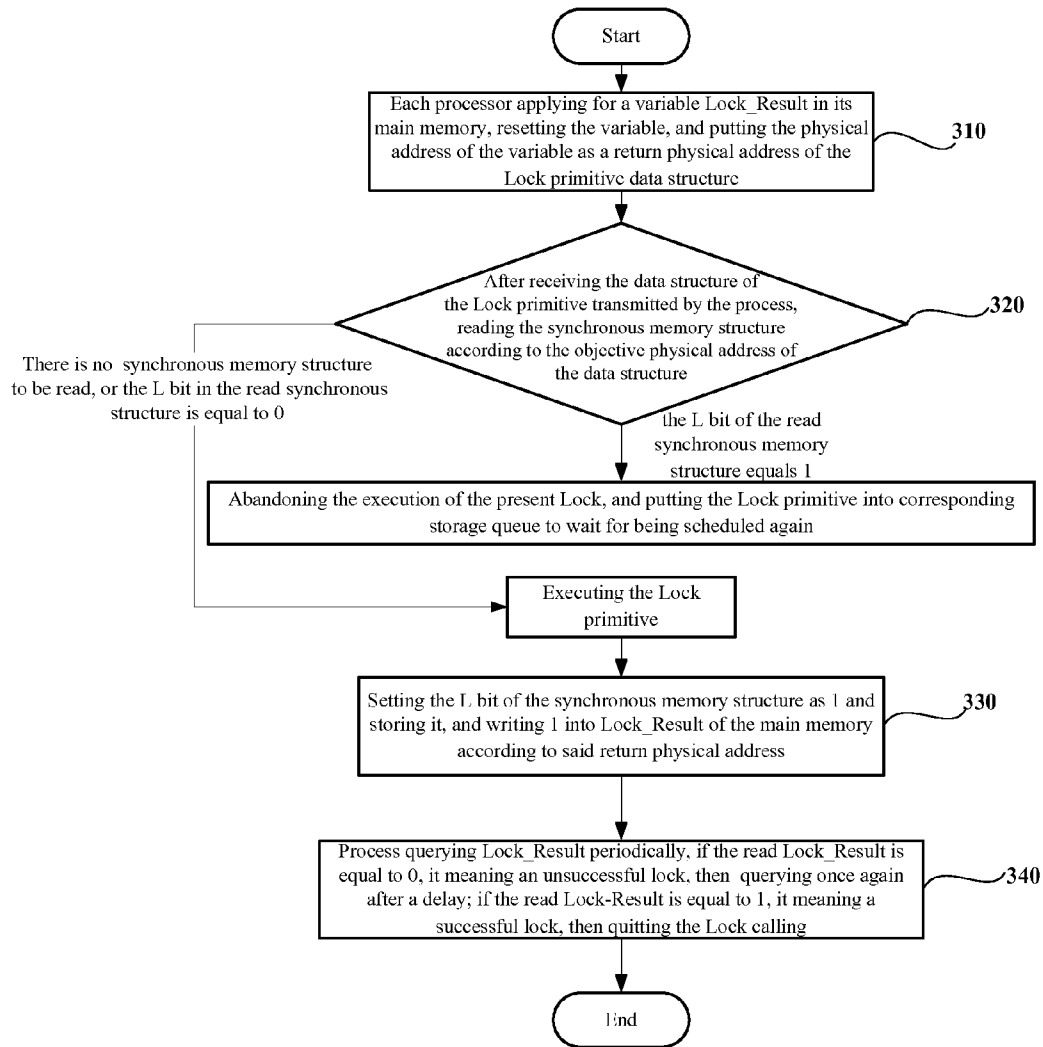 Start
Each processor applying for a variable Lock_Result in its
main memory, resetting the variable, and putting the physical
address of the variable as a return physical address of the
Lock primitive data structure
310
After receiving the data structure of
the Lock primitive transmitted by the process,
reading the synchronous memory structure
according to the objective physical address of
the data structure
320
There is no synchronous memory structure
to be read, or the L bit in the read synchronous
structure is equal to 0
the L bit of the read
synchronous memory
structure equals 1
Abandoning the execution of the present Lock, and putting the Lock primitive into corresponding
storage queue to wait for being scheduled again
Executing the Lock
primitive
Setting the L bit of the synchronous memory structure as 1 and
storing it, and writing 1 into Lock_Result of the main memory
according to said return physical address
330
Process querying Lock_Result periodically, if the read Lock_Result is
equal to 0, it meaning an unsuccessful lock, then querying once again
after a delay; if the read Lock-Result is equal to 1, it meaning a
successful lock, then quitting the Lock calling
340
End